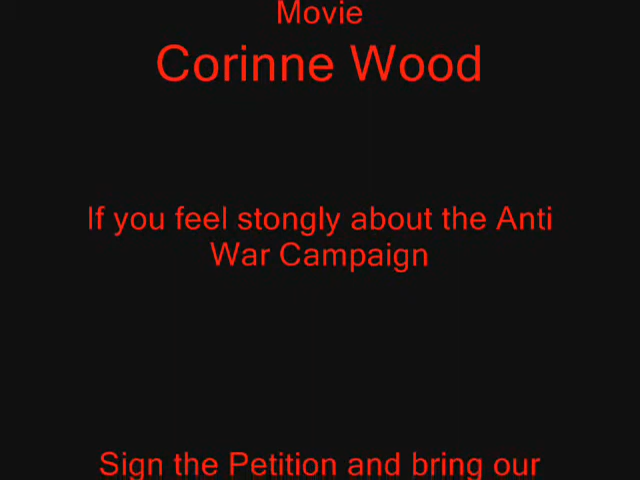 Movie
Corinne Wood
If you feel stongly about the Anti
War Campaign
Sign the Petition and bring our